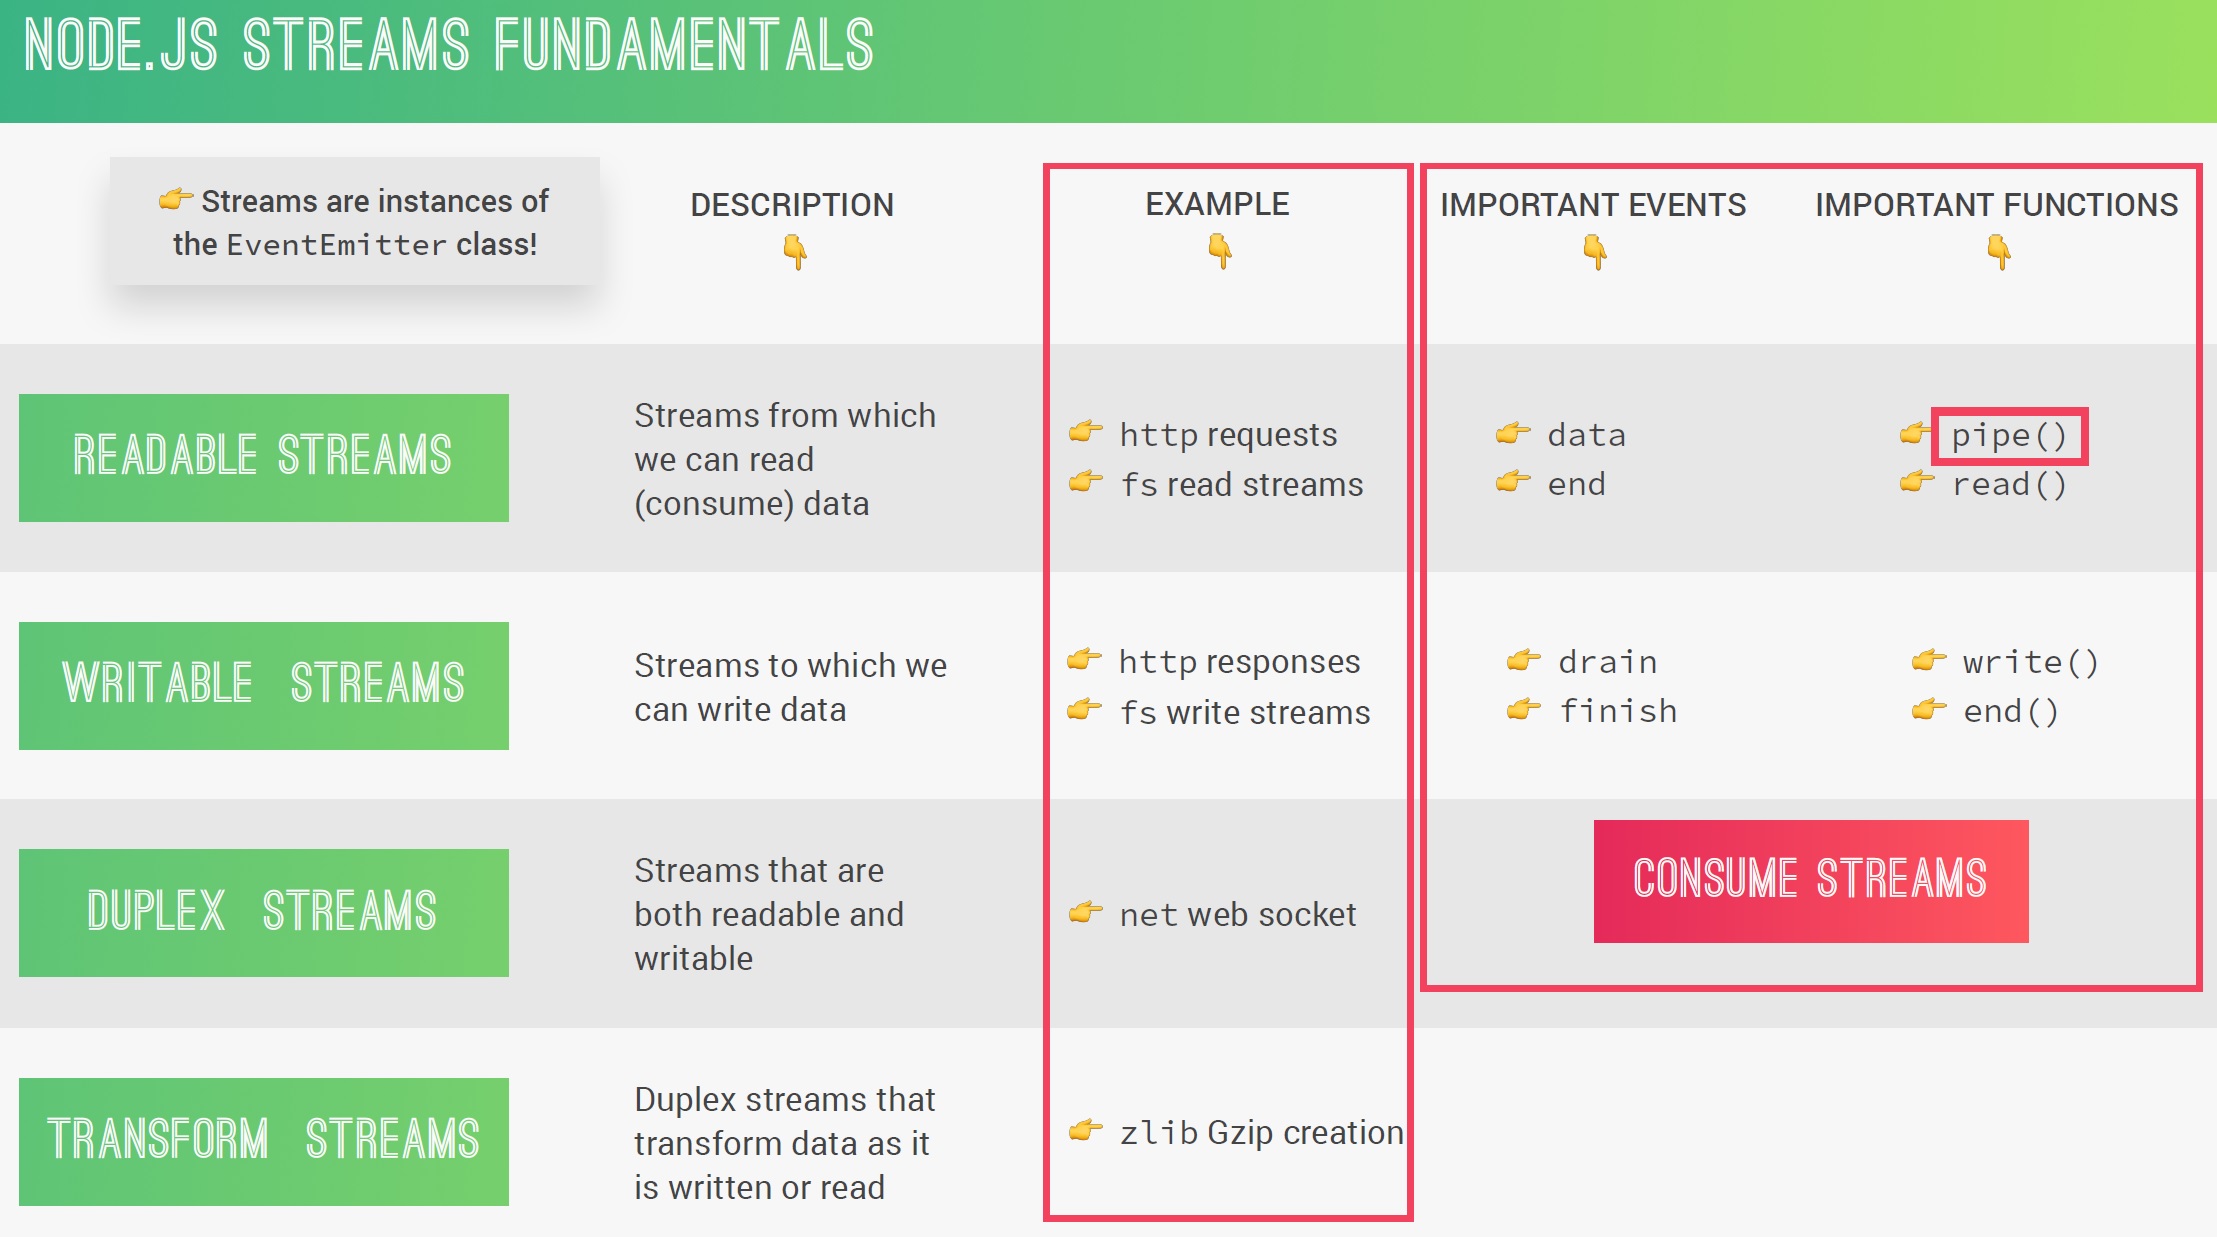 NODE.JS STREAMS FUNDAMENTALS
👉 Streams are instances of
the EventEmitter class!
DESCRIPTION
👇
EXAMPLE
👇
IMPORTANT EVENTS
👇
IMPORTANT FUNCTIONS
👇
READABLE STREAMS
Streams from which
we can read
(consume) data
👉 http requests
👉 fs read streams
👉 data
👉 end
👉 pipe()
👉 read()
WRITABLE STREAMS
Streams to which we
can write data
👉 http responses
👉 fs write streams
👉 drain
👉 finish
👉 write()
👉 end()
DUPLEX STREAMS
Streams that are
both readable and
writable
👉 net web socket
CONSUME STREAMS
TRANSFORM STREAMS
Duplex streams that
transform data as it
is written or read
👉 zlib Gzip creation